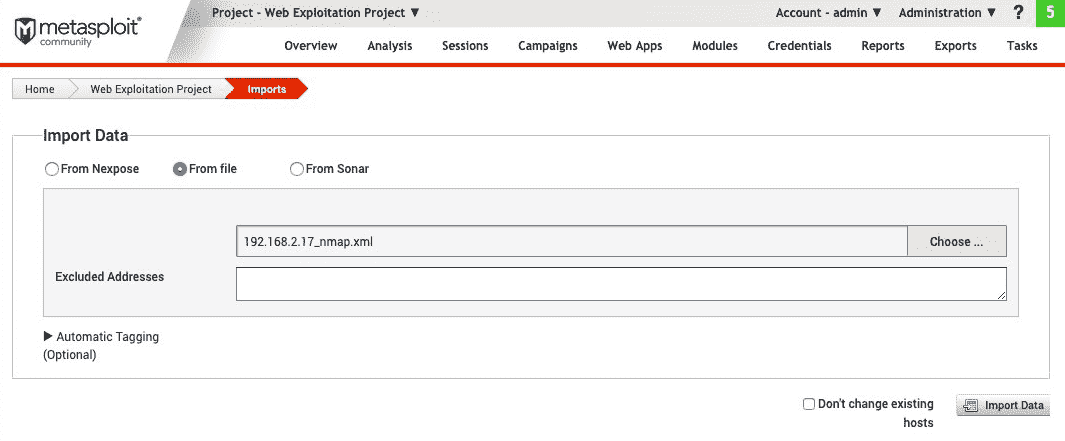 metasploit®
community
Project - Web Exploitation Project ▼
Account - admin ▼ Administration ▼ ? 5
Overview Analysis Sessions Campaigns Web Apps Modules Credentials Reports Exports Tasks
Home Web Exploitation Project Imports
Import Data
From Nexpose From file From Sonar
192.168.2.17_nmap.xml Choose ...
Excluded Addresses
▶ Automatic Tagging
(Optional)
Don't change existing
hosts
Import Data